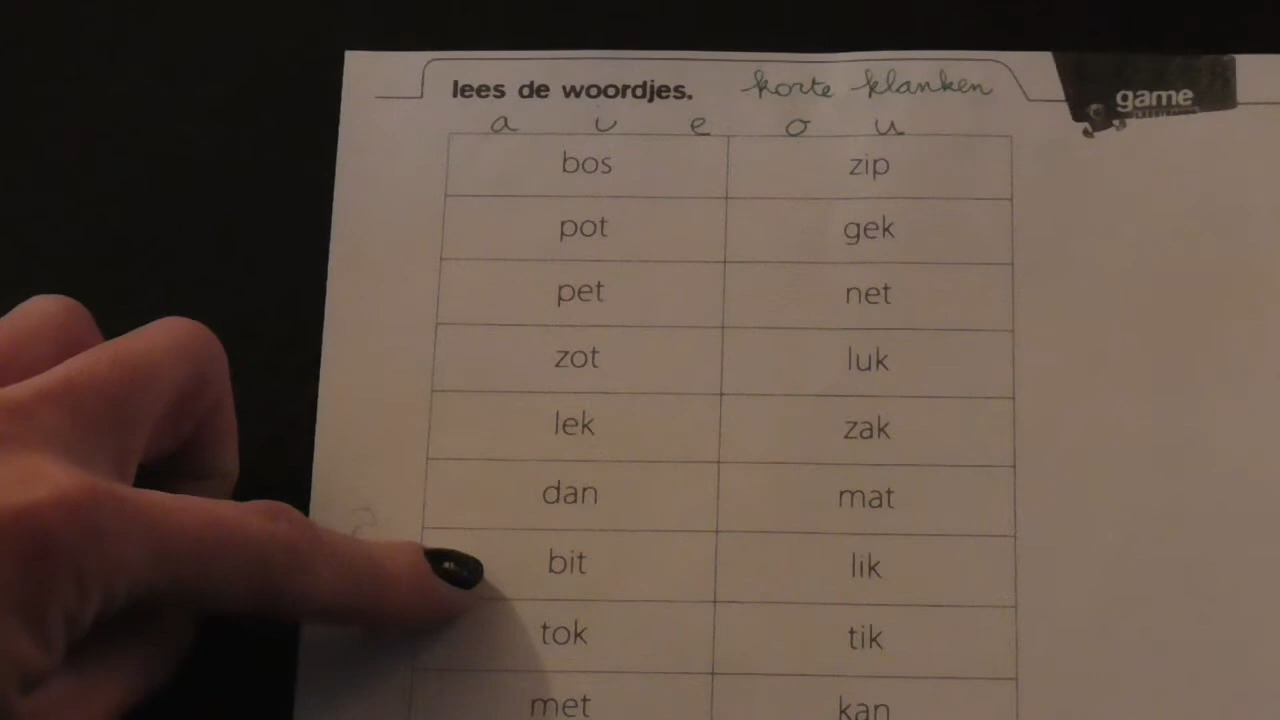 lees de woordjes. korte klanken
game
a u e o u
bos zip
pot gek
pet net
zot luk
lek zak
dan mat
bit lik
tok tik
met kan